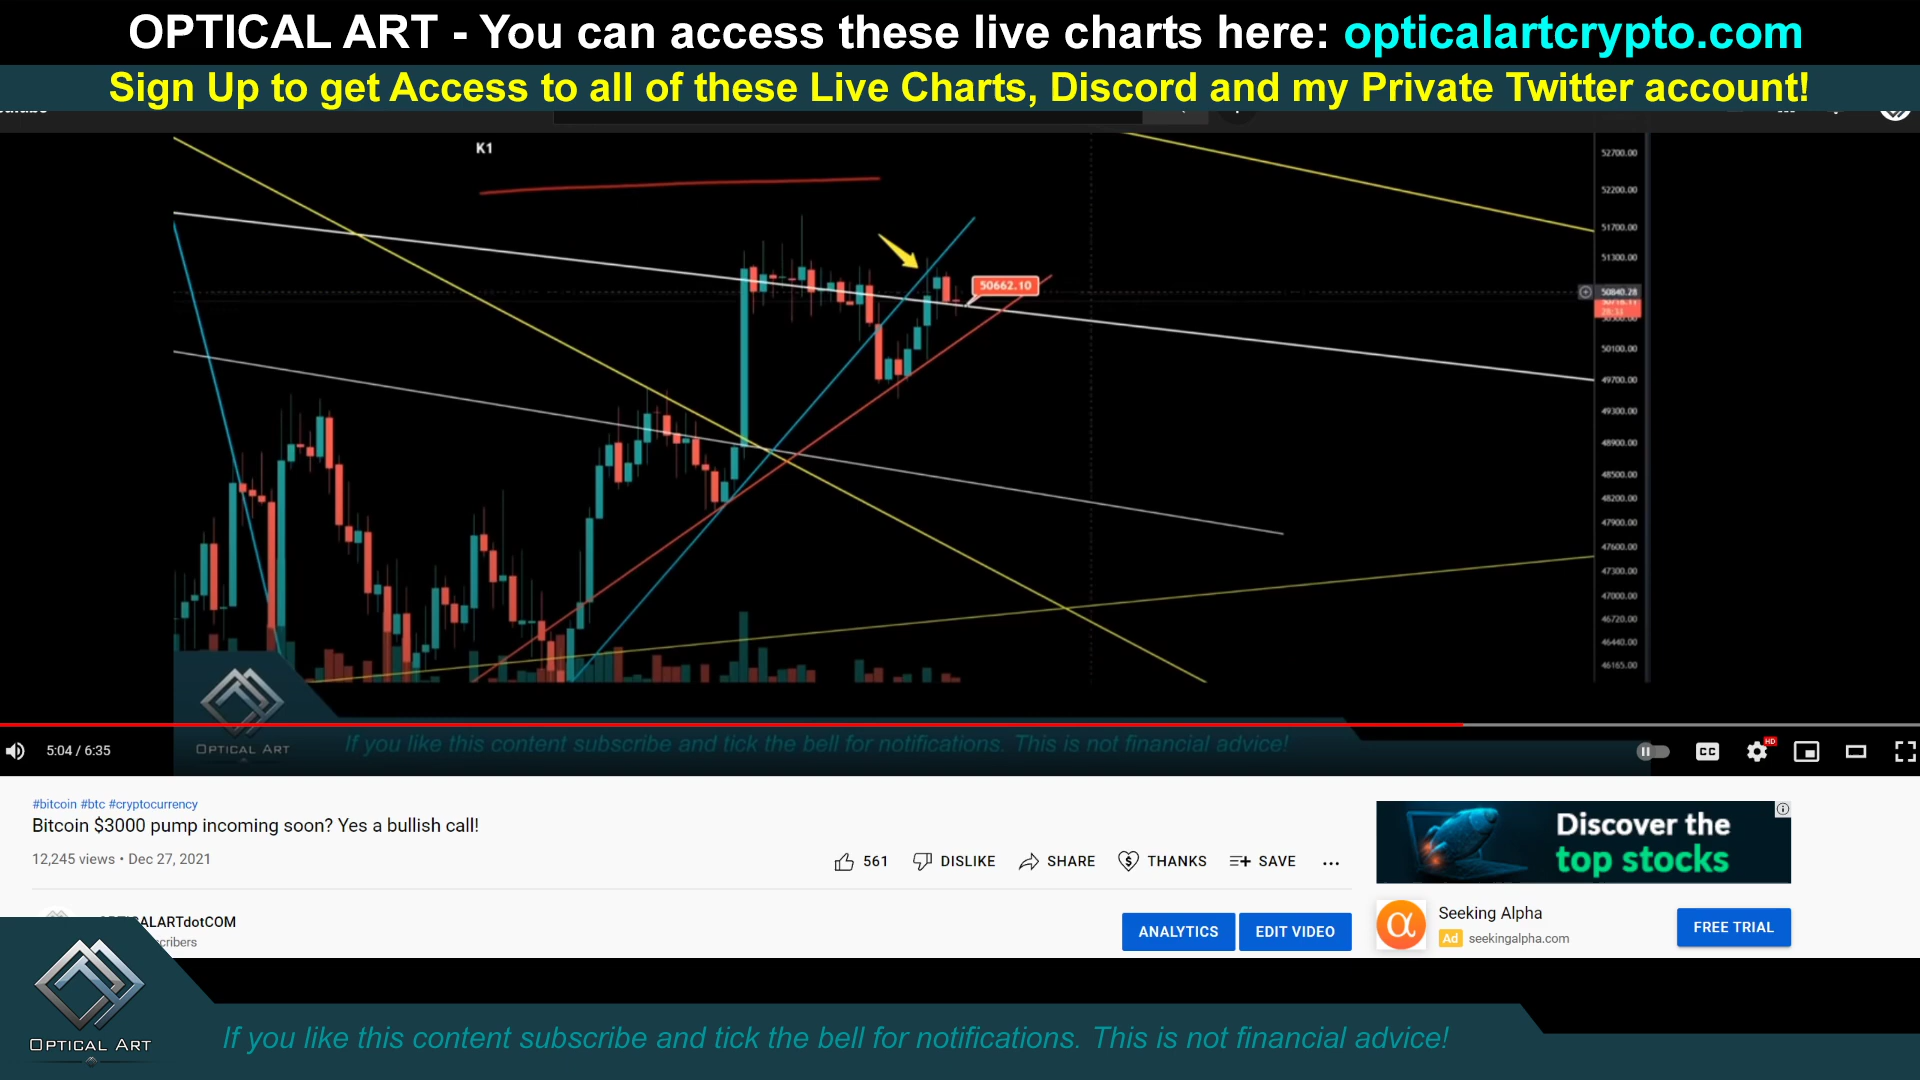 OPTICAL ART - You can access these live charts here: opticalartcrypto.com
Sign Up to get Access to all of these Live Charts, Discord and my Private Twitter account!
K1
52700.00
52200.00
51700.00
51300.00
50662.10
50840.28
50100.00
49700.00
49300.00
48900.00
48500.00
48200.00
47900.00
47600.00
47300.00
47000.00
46720.00
46440.00
46165.00
OPTICAL ART
If you like this content subscribe and tick the bell for notifications. This is not financial advice!
5:04 / 6:35
CC
HD
#bitcoin #btc #cryptocurrency
Bitcoin $3000 pump incoming soon? Yes a bullish call!
12,245 views • Dec 27, 2021
561
DISLIKE
SHARE
THANKS
SAVE
...
Discover the
top stocks
ANALYTICS
EDIT VIDEO
Seeking Alpha
Ad seekingalpha.com
FREE TRIAL
OPTICAL ART
If you like this content subscribe and tick the bell for notifications. This is not financial advice!